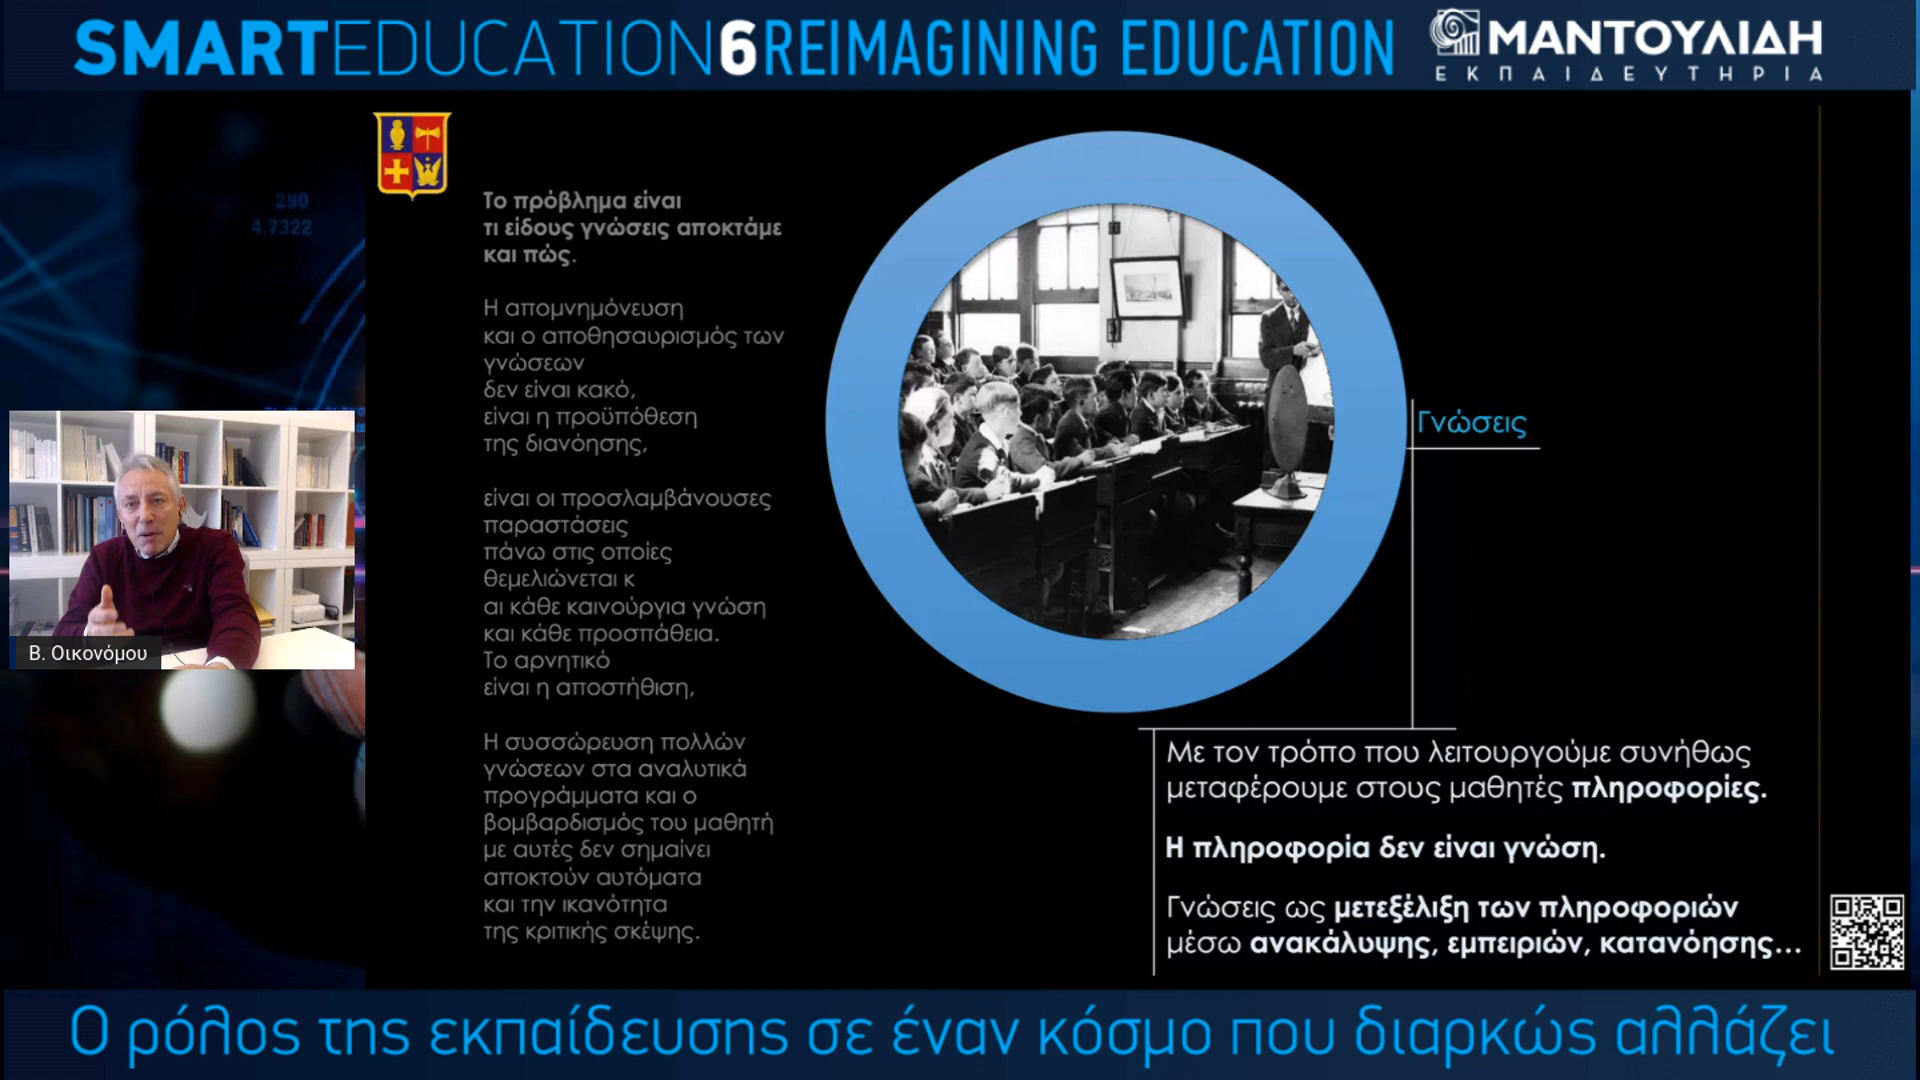 SMARTEDUCATION6REIMAGINING EDUCATION
ΜΑΝΤΟΥΛΙΔΗ
ΕΚΠΑΙΔΕΥΤΗΡΙΑ
280
4.7322
Το πρόβλημα είναι
τι είδους γνώσεις αποκτάμε
και πώς.
Η απομνημόνευση
και ο αποθησαυρισμός των
γνώσεων
δεν είναι κακό,
είναι η προϋπόθεση
της διανόησης,
είναι οι προσλαμβάνουσες
παραστάσεις
πάνω στις οποίες
θεμελιώνεται κ
αι κάθε καινούργια γνώση
και κάθε προσπάθεια.
Το αρνητικό
είναι η αποστήθιση,
Η συσσώρευση πολλών
γνώσεων στα αναλυτικά
προγράμματα και ο
βομβαρδισμός του μαθητή
με αυτές δεν σημαίνει
αποκτούν αυτόματα
και την ικανότητα
της κριτικής σκέψης.
Γνώσεις
Με τον τρόπο που λειτουργούμε συνήθως
μεταφέρουμε στους μαθητές πληροφορίες.
Η πληροφορία δεν είναι γνώση.
Γνώσεις ως μετεξέλιξη των πληροφοριών
μέσω ανακάλυψης, εμπειριών, κατανόησης...
Β. Οικονόμου
Ο ρόλος της εκπαίδευσης σε έναν κόσμο που διαρκώς αλλάζει